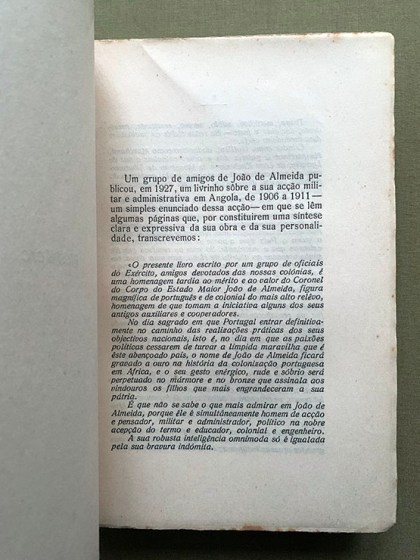 Um grupo de amigos de João de Almeida pu-
blicou, em 1927, um livrinho sôbre a sua acção mili-
tar e administrativa em Angola, de 1906 a 1911—
um simples enunciado dessa acção—em que se lêm
algumas páginas que, por constituirem uma síntese
clara e expressiva da sua obra e da sua personali-
dade, transcrevemos:
«O presente livro escrito por um grupo de oficiais
do Exército, amigos devotados das nossas colónias, é
uma homenagem tardia ao mérito e ao valor do Coronel
do Corpo do Estado Maior João de Almeida, figura
magnífica de português e de colonial do mais alto relêvo,
homenagem de que tomam a iniciativa alguns dos seus
antigos auxiliares e cooperadores.
No dia sagrado em que Portugal entrar definitiva-
mente no caminho das realizações práticas dos seus
objectivos nacionais, isto é, no dia em que as paixões
políticas cessarem de turvar a límpida maravilha que é
êste abençoado país, o nome de João de Almeida ficará
gravado a ouro na história da colonização portuguesa
em Africa, e o seu gesto enérgico, rude e sóbrio será
perpetuado no mármore e no bronze que assinala aos
vindouros os filhos que mais engrandeceram a sua
pátria.
É que não se sabe o que mais admirar em João de
Almeida, porque êle é simultâneamente homem de acção
e pensador, militar e administrador, político na nobre
acepção do termo e educador, colonial e engenheiro.
A sua robusta inteligência omnímoda só é igualada
pela sua bravura indómita.